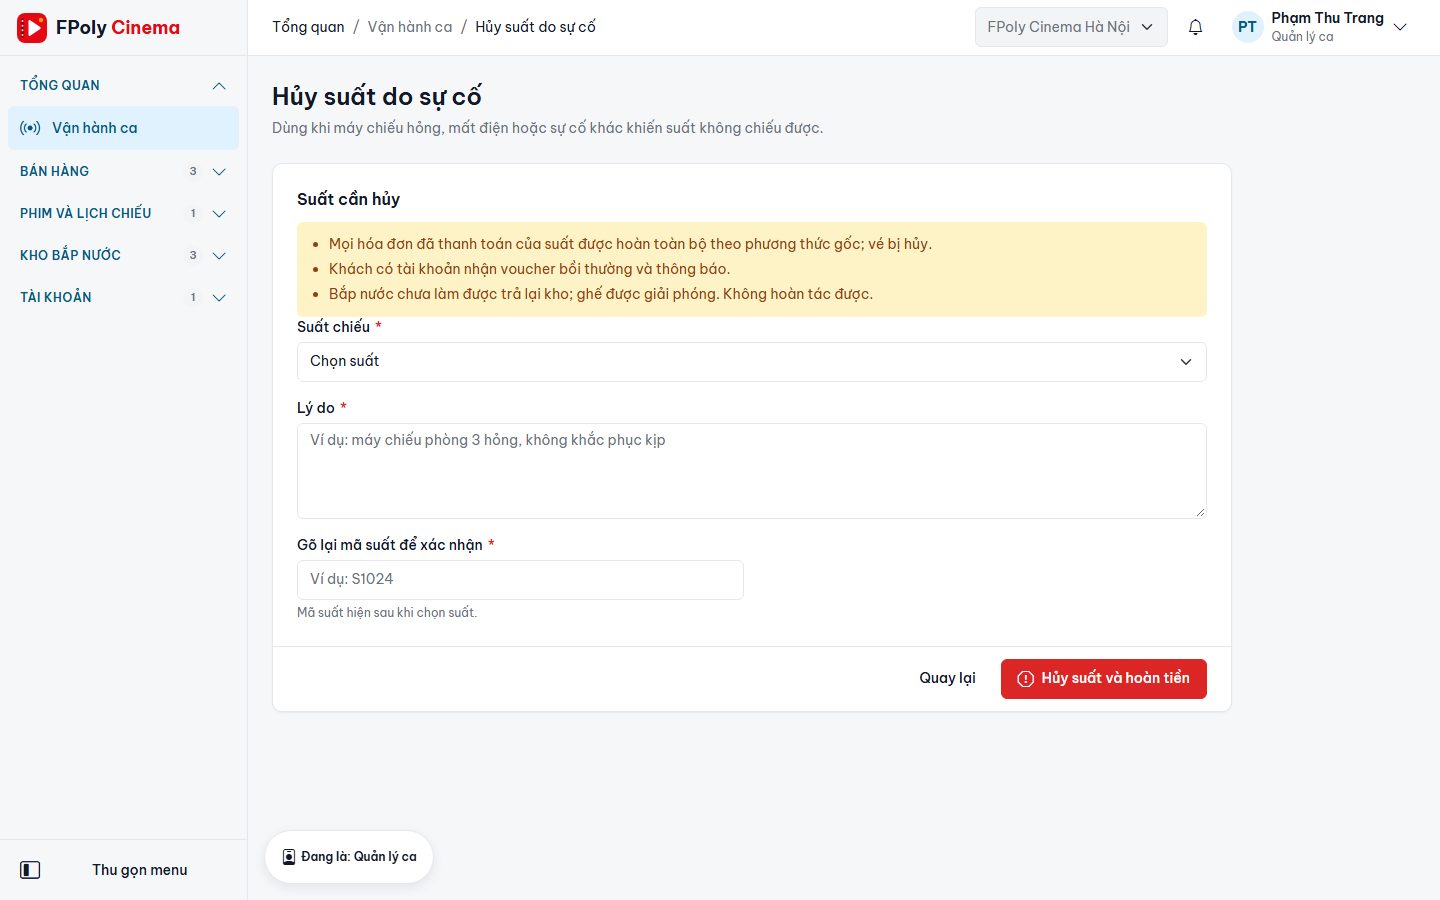 FPoly Cinema
Tổng quan / Vận hành ca / Hủy suất do sự cố
FPoly Cinema Hà Nội
PT
Phạm Thu Trang
Quản lý ca
TỔNG QUAN
Vận hành ca
BÁN HÀNG 3
PHIM VÀ LỊCH CHIẾU 1
KHO BẮP NƯỚC 3
TÀI KHOẢN 1
Thu gọn menu
Hủy suất do sự cố
Dùng khi máy chiếu hỏng, mất điện hoặc sự cố khác khiến suất không chiếu được.
Suất cần hủy
• Mọi hóa đơn đã thanh toán của suất được hoàn toàn bộ theo phương thức gốc; vé bị hủy.
• Khách có tài khoản nhận voucher bồi thường và thông báo.
• Bắp nước chưa làm được trả lại kho; ghế được giải phóng. Không hoàn tác được.
Suất chiếu *
Chọn suất
Lý do *
Ví dụ: máy chiếu phòng 3 hỏng, không khắc phục kịp
Gõ lại mã suất để xác nhận *
Ví dụ: S1024
Mã suất hiện sau khi chọn suất.
Quay lại
Hủy suất và hoàn tiền
Đang là: Quản lý ca